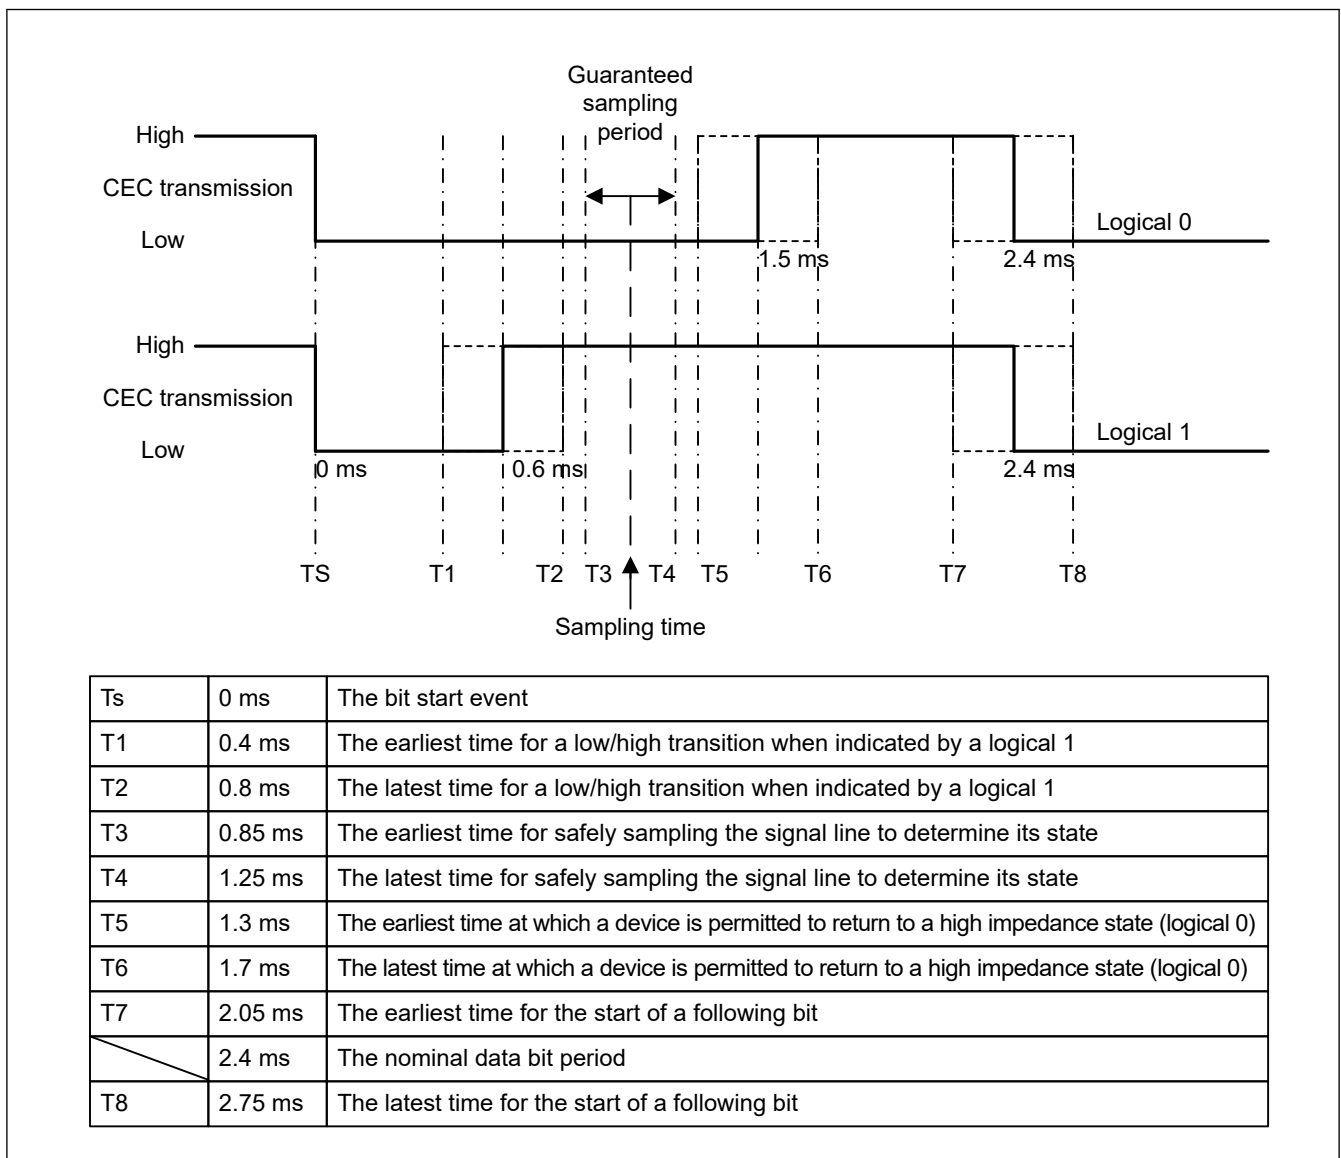 Guaranteed
sampling
period
High
CEC transmission
Low
Logical 0
1.5 ms
2.4 ms
High
CEC transmission
Low
Logical 1
0 ms
0.6 ms
2.4 ms
TS T1 T2 T3 T4 T5 T6 T7 T8
Sampling time
Ts 0 ms The bit start event
T1 0.4 ms The earliest time for a low/high transition when indicated by a logical 1
T2 0.8 ms The latest time for a low/high transition when indicated by a logical 1
T3 0.85 ms The earliest time for safely sampling the signal line to determine its state
T4 1.25 ms The latest time for safely sampling the signal line to determine its state
T5 1.3 ms The earliest time at which a device is permitted to return to a high impedance state (logical 0)
T6 1.7 ms The latest time at which a device is permitted to return to a high impedance state (logical 0)
T7 2.05 ms The earliest time for the start of a following bit
2.4 ms The nominal data bit period
T8 2.75 ms The latest time for the start of a following bit